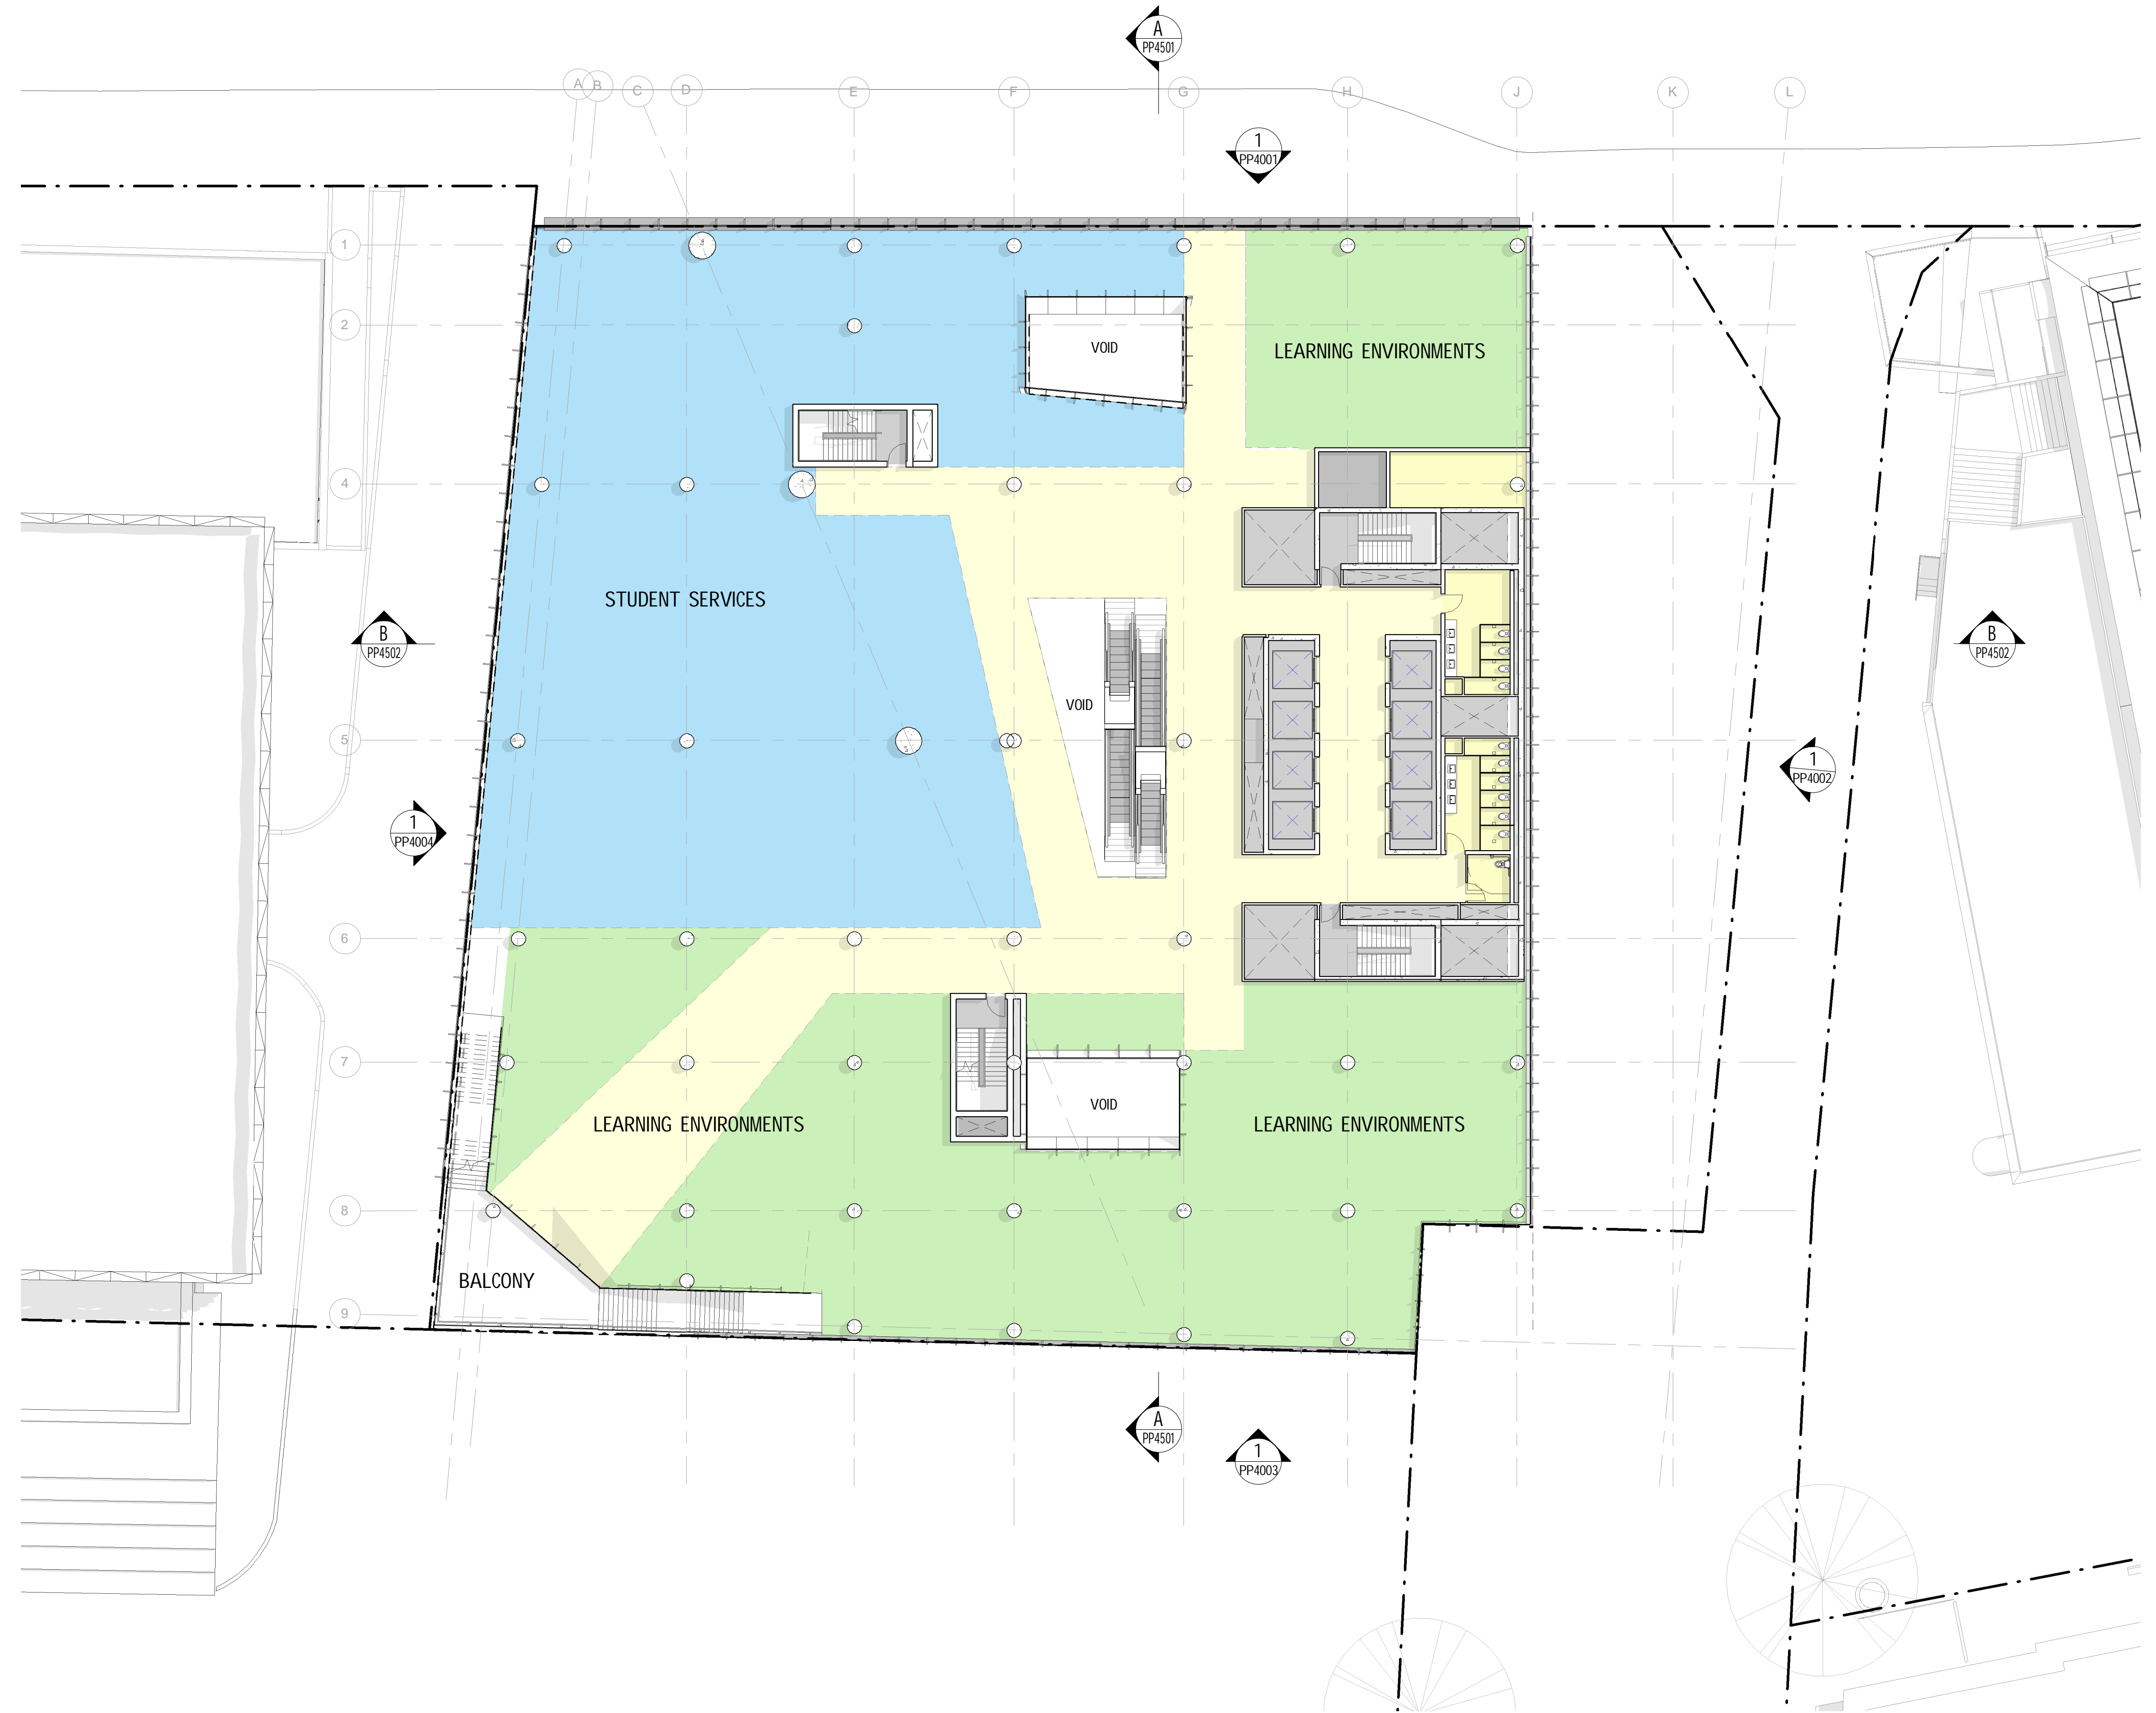 A
PP4501
A B C D E F G H J K L
1
PP4001
1
2
VOID
LEARNING ENVIRONMENTS
4
STUDENT SERVICES
B
PP4502
B
PP4502
VOID
5
1
PP4002
1
PP4004
6
7
VOID
LEARNING ENVIRONMENTS
LEARNING ENVIRONMENTS
8
BALCONY
9
A
PP4501
1
PP4003